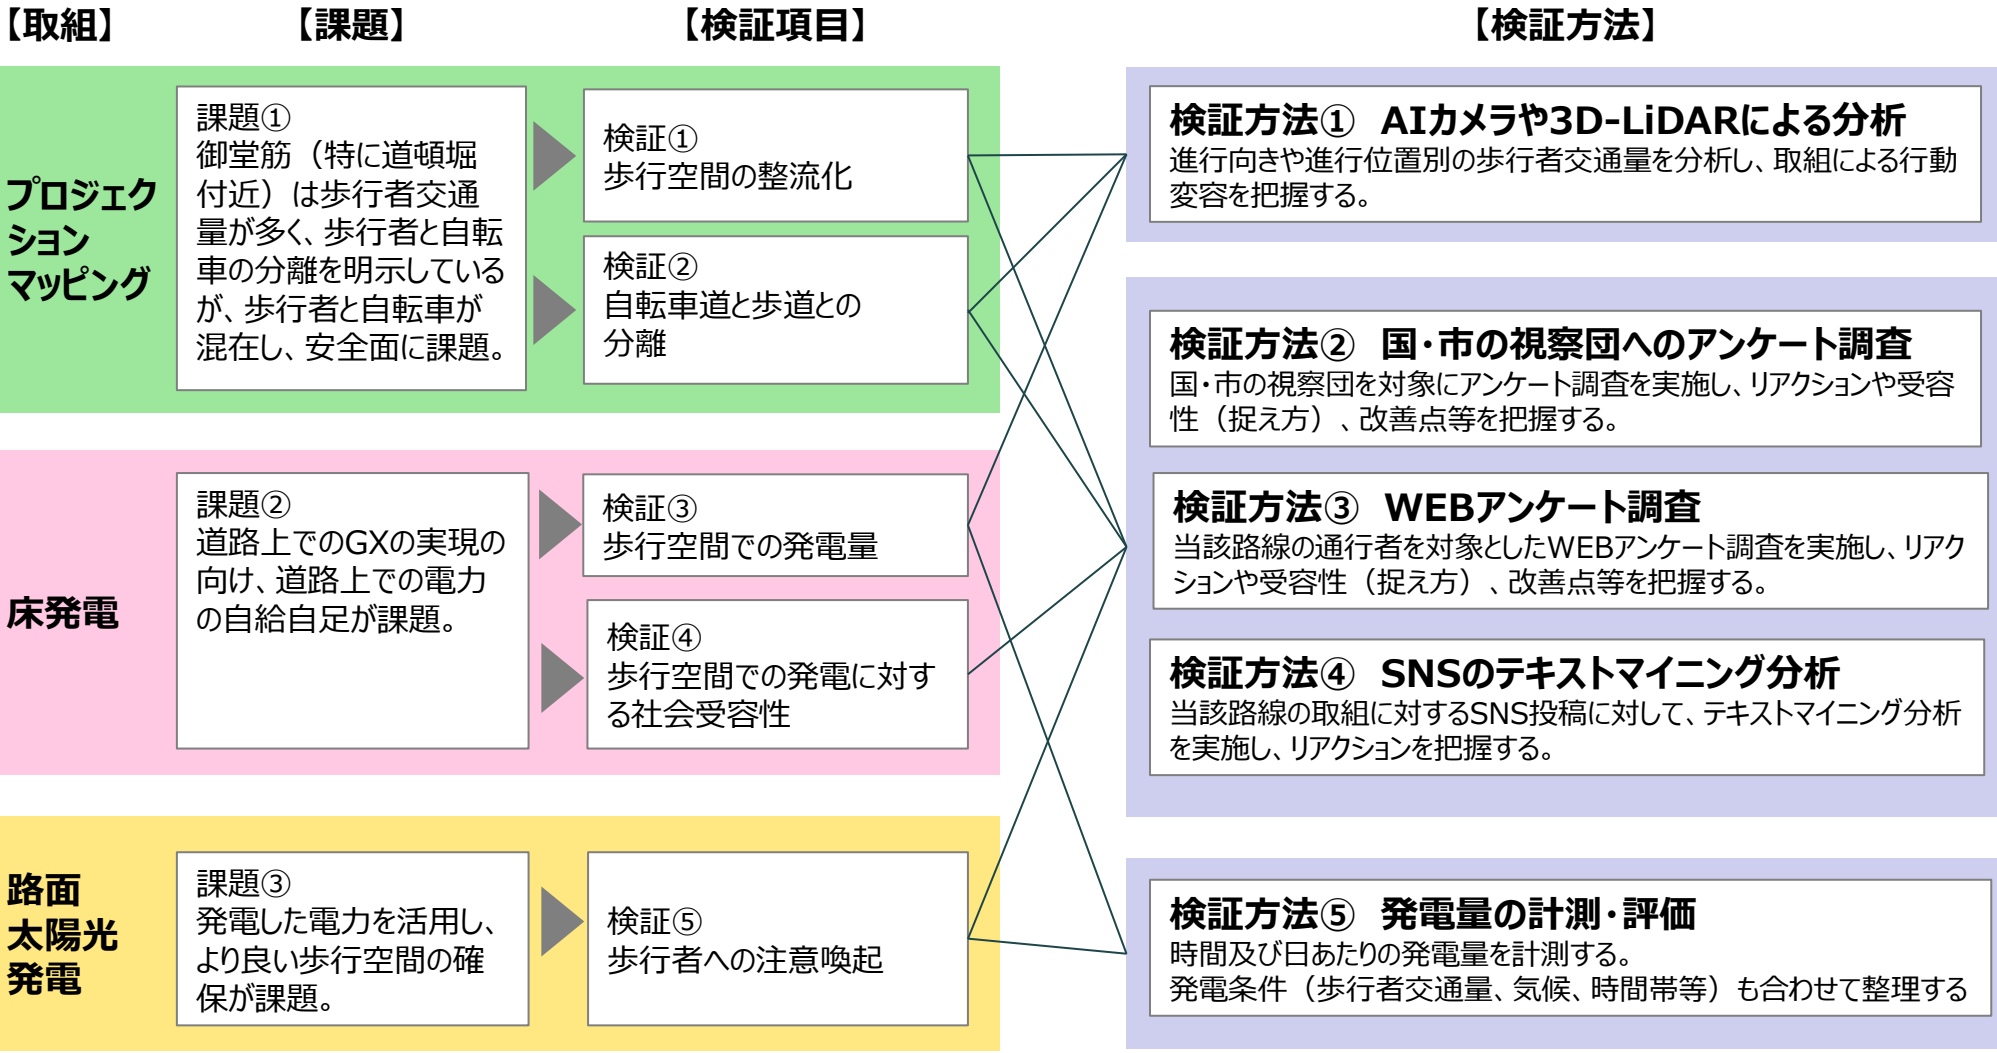 【取組】
【課題】
【検証項目】
【検証方法】
プロジェク
ション
マッピング
課題①
御堂筋（特に道頓堀
付近）は歩行者交通
量が多く、歩行者と自転
車の分離を明示している
が、歩行者と自転車が
混在し、安全面に課題。
検証①
歩行空間の整流化
検証②
自転車道と歩道との
分離
床発電
課題②
道路上でのGXの実現の
向け、道路上での電力
の自給自足が課題。
検証③
歩行空間での発電量
検証④
歩行空間での発電に対す
る社会受容性
路面
太陽光
発電
課題③
発電した電力を活用し、
より良い歩行空間の確
保が課題。
検証⑤
歩行者への注意喚起
検証方法①　AIカメラや3D-LiDARによる分析
進行向きや進行位置別の歩行者交通量を分析し、取組による行動
変容を把握する。
検証方法②　国・市の視察団へのアンケート調査
国・市の視察団を対象にアンケート調査を実施し、リアクションや受容
性（捉え方）、改善点等を把握する。
検証方法③　WEBアンケート調査
当該路線の通行者を対象としたWEBアンケート調査を実施し、リアク
ションや受容性（捉え方）、改善点等を把握する。
検証方法④　SNSのテキストマイニング分析
当該路線の取組に対するSNS投稿に対して、テキストマイニング分析
を実施し、リアクションを把握する。
検証方法⑤　発電量の計測・評価
時間及び日あたりの発電量を計測する。
発電条件（歩行者交通量、気候、時間帯等）も合わせて整理する